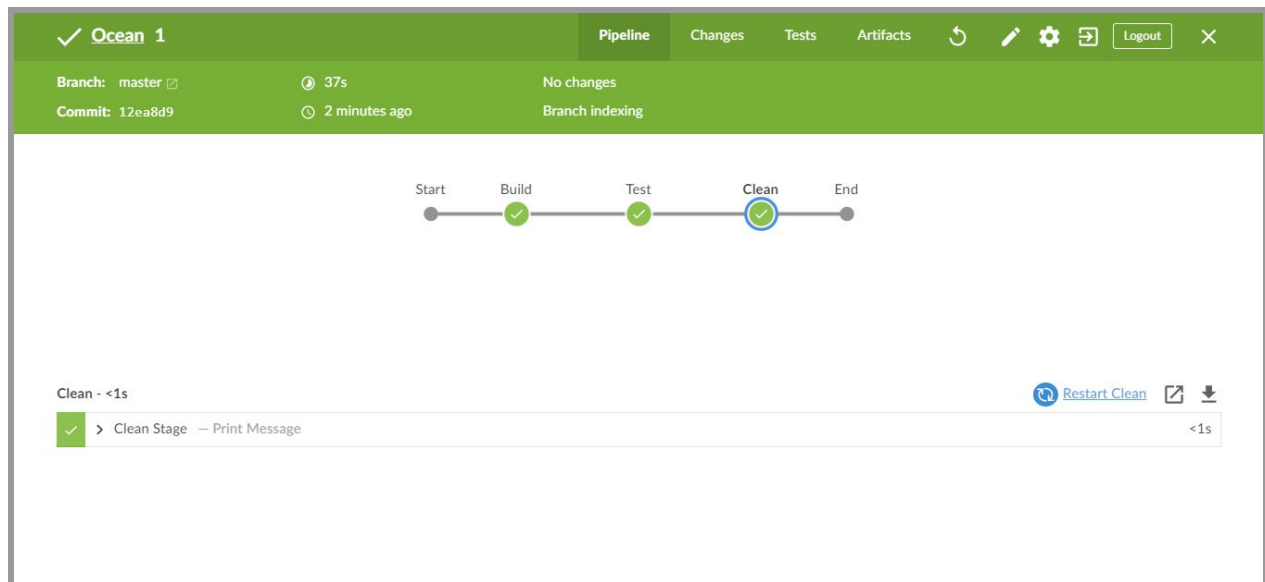 Ocean 1 Pipeline Changes Tests Artifacts Logout
Branch: master 37s No changes
Commit: 12ea8d9 2 minutes ago Branch indexing
Start Build Test Clean End
Clean - <1s Restart Clean
Clean Stage — Print Message <1s